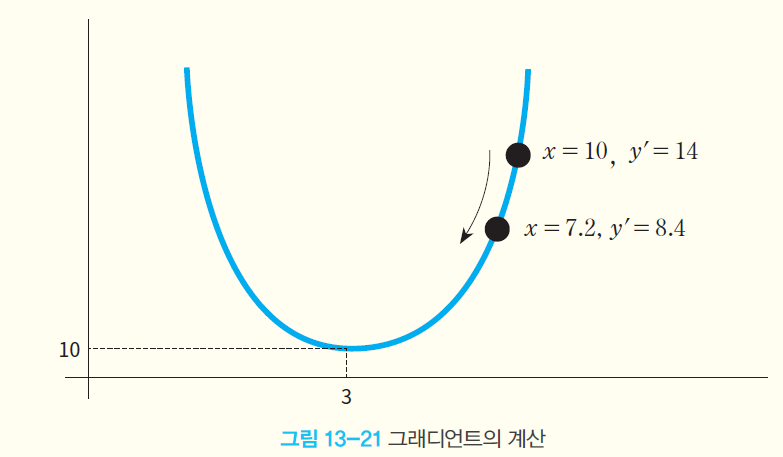 x = 10, y′ = 14
x = 7.2, y′ = 8.4
10
3
그림 13-21 그래디언트의 계산